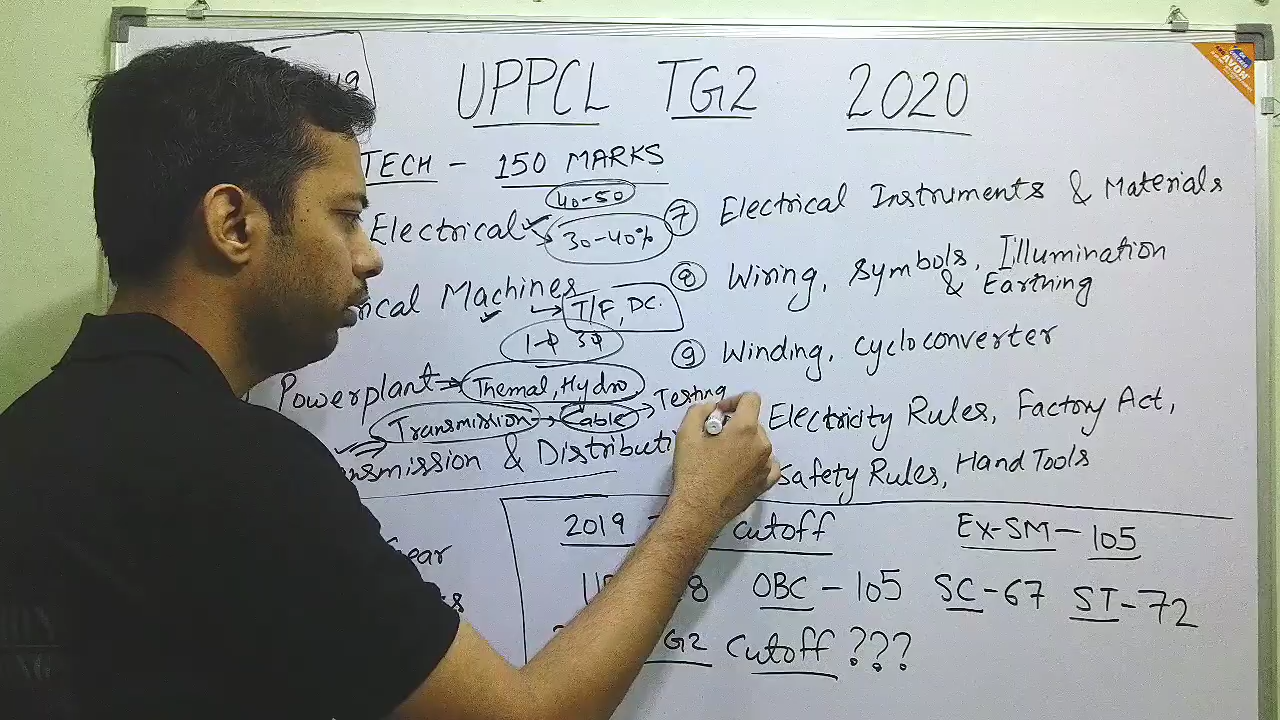 UPPCL TG2 2020
TECH - 150 MARKS
40-50
Electrical 30-40%
Machines
T/F, DC.
1-φ 3φ
Powerplant Themal, Hydro
Transmission Cable Testing
& Distributi
⑦ Electrical Instruments & Materials
⑧ Wiring, Symbols, Illumination
& Earthing
⑨ Winding, Cycloconverter
Electricity Rules, Factory Act,
Safety Rules, Hand Tools
2019 cutoff EX-SM - 105
OBC - 105 SC - 67 ST - 72
G2 Cutoff ???
AVON